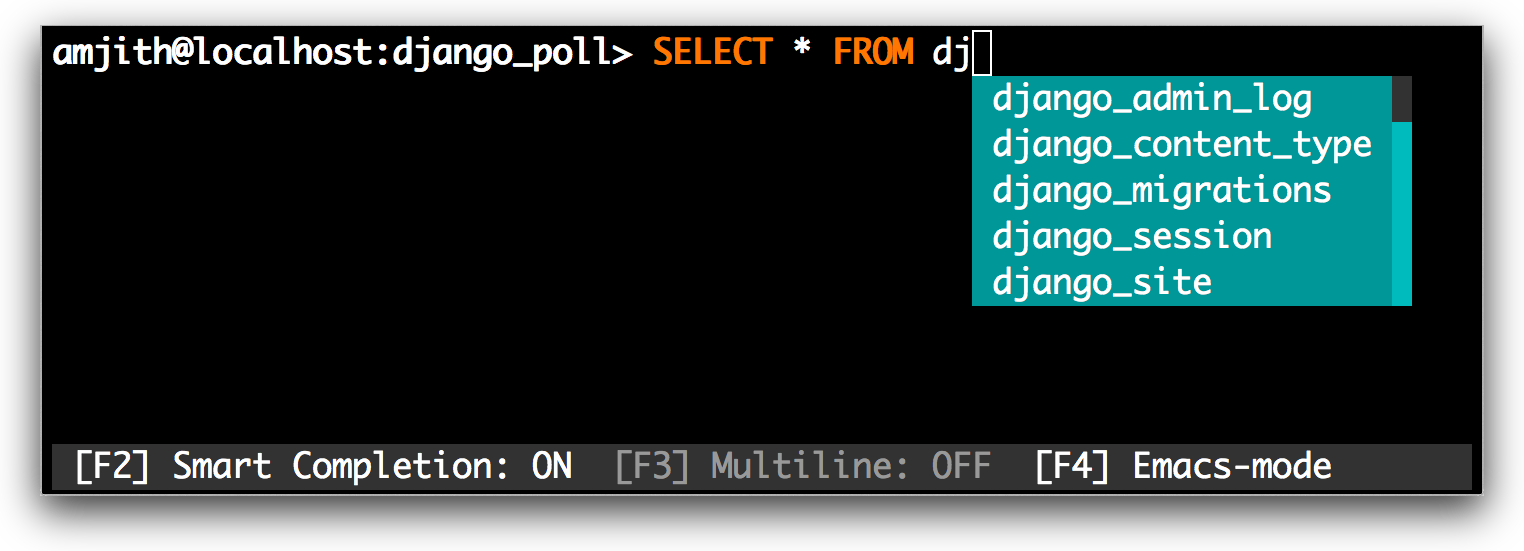 amjith@localhost:django_poll> SELECT * FROM dj
django_admin_log
django_content_type
django_migrations
django_session
django_site
[F2] Smart Completion: ON [F3] Multiline: OFF [F4] Emacs-mode